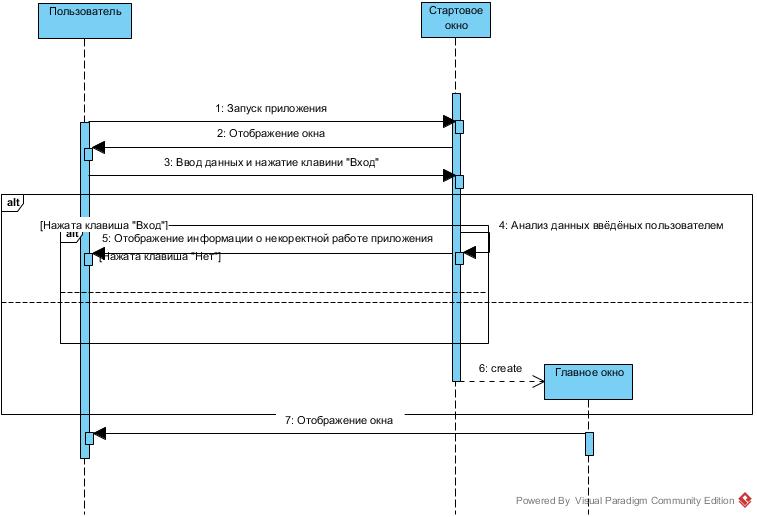 Пользователь
Стартовое
окно
1: Запуск приложения
2: Отображение окна
3: Ввод данных и нажатие клавини "Вход"
alt
[Нажата клавиша "Вход"]
4: Анализ данных ввёдёных пользователем
alt
5: Отображение информации о некоректной работе приложения
[Нажата клавиша "Нет"]
6: create
Главное окно
7: Отображение окна
Powered By Visual Paradigm Community Edition